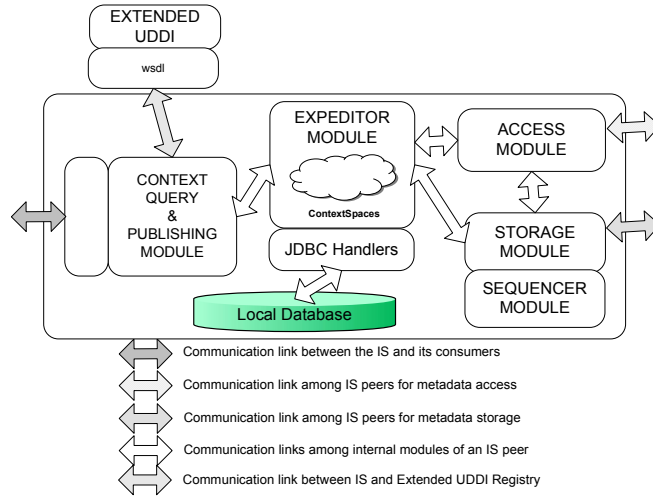 EXTENDED
UDDI
wsdl
EXPEDITOR
MODULE
ContextSpaces
ACCESS
MODULE
CONTEXT
QUERY
&
PUBLISHING
MODULE
JDBC Handlers
STORAGE
MODULE
SEQUENCER
MODULE
Local Database
Communication link between the IS and its consumers
Communication link among IS peers for metadata access
Communication link among IS peers for metadata storage
Communication links among internal modules of an IS peer
Communication link between IS and Extended UDDI Registry